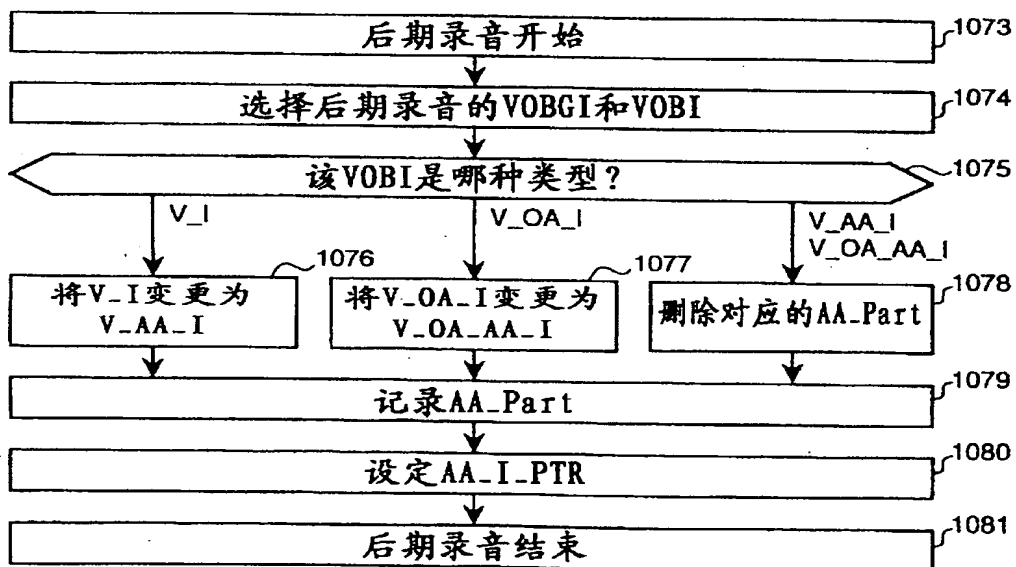 后期录音开始
1073
选择后期录音的VOBGI和VOBI
1074
该VOBI是哪种类型?
1075
V_I
V_OA_I
V_AA_I
V_OA_AA_I
1076
将V_I变更为
V_AA_I
1077
将V_OA_I变更为
V_OA_AA_I
1078
删除对应的AA_Part
记录AA_Part
1079
设定AA_I_PTR
1080
后期录音结束
1081